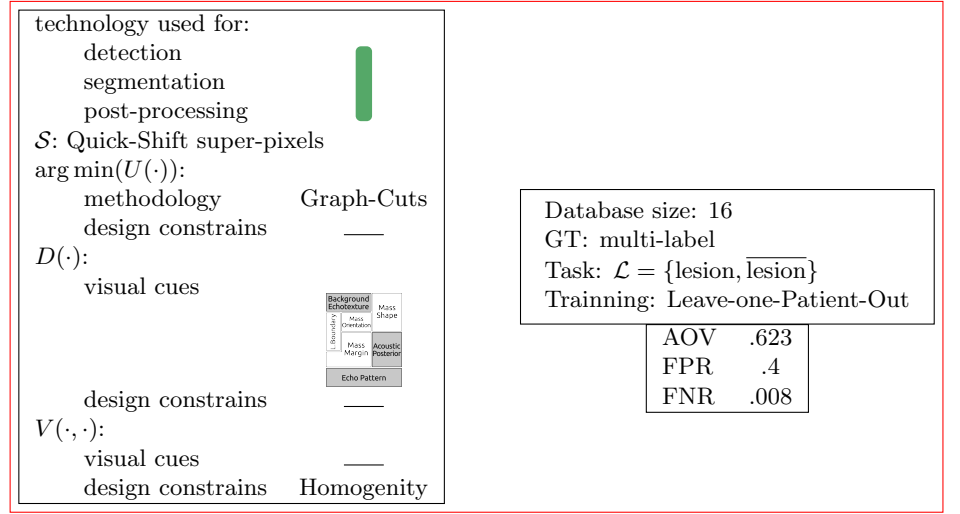 technology used for:
detection
segmentation
post-processing
𝒮: Quick-Shift super-pixels
arg min(U(·)):
methodology Graph-Cuts
design constrains —
D(·):
visual cues
Background Echotexture
Mass Shape
L. Boundary
Mass Orientation
Mass Margin
Acoustic Posterior
Echo Pattern
design constrains —
V(·, ·):
visual cues —
design constrains Homogenity
Database size: 16
GT: multi-label
Task: ℒ = {lesion, l̅e̅s̅i̅o̅n̅}
Trainning: Leave-one-Patient-Out
AOV .623
FPR .4
FNR .008